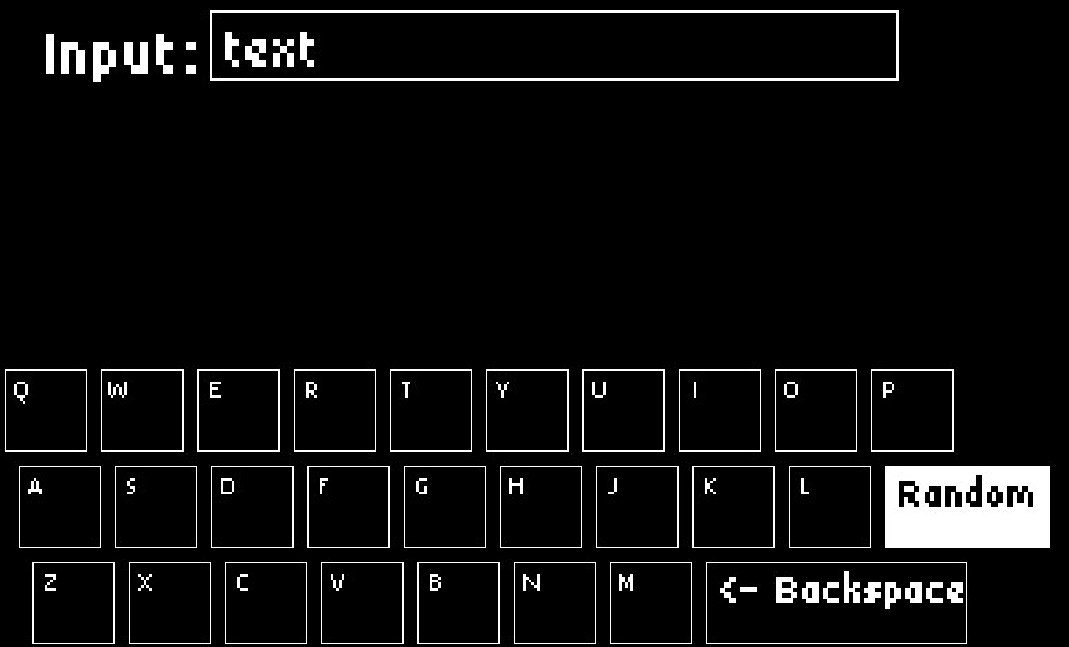 Input: text
Q W E R T Y U I O P
A S D F G H J K L Random
Z X C V B N M <- Backspace